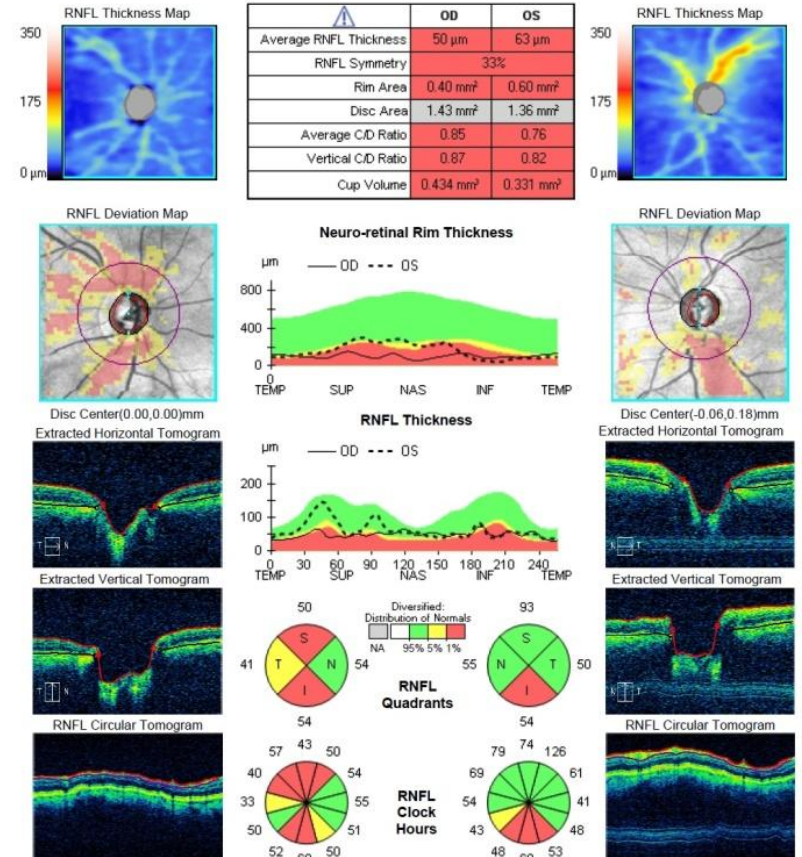 RNFL Thickness Map
350
175
0 µm
OD OS
Average RNFL Thickness 50 µm 63 µm
RNFL Symmetry 33%
Rim Area 0.40 mm² 0.60 mm²
Disc Area 1.43 mm² 1.36 mm²
Average C/D Ratio 0.85 0.76
Vertical C/D Ratio 0.87 0.82
Cup Volume 0.434 mm³ 0.331 mm³
RNFL Thickness Map
350
175
0 µm
RNFL Deviation Map
Disc Center(0.00,0.00)mm
Neuro-retinal Rim Thickness
µm OD OS
800
400
0
0
TEMP SUP NAS INF TEMP
RNFL Deviation Map
Disc Center(-0.06,0.18)mm
Extracted Horizontal Tomogram
T N
RNFL Thickness
µm OD OS
200
100
0
0 30 60 90 120 150 180 210 240
TEMP SUP NAS INF TEMP
Extracted Horizontal Tomogram
Extracted Vertical Tomogram
50
S
41 T N 54
I
54
Diversified:
Distribution of Normals
NA 95% 5% 1%
RNFL
Quadrants
93
S
55 N T 50
I
54
Extracted Vertical Tomogram
RNFL Circular Tomogram
43
57 50
40 54
33 55
50 51
52 50
RNFL
Clock
Hours
74
79 126
69 61
54 41
43 48
48 53
RNFL Circular Tomogram